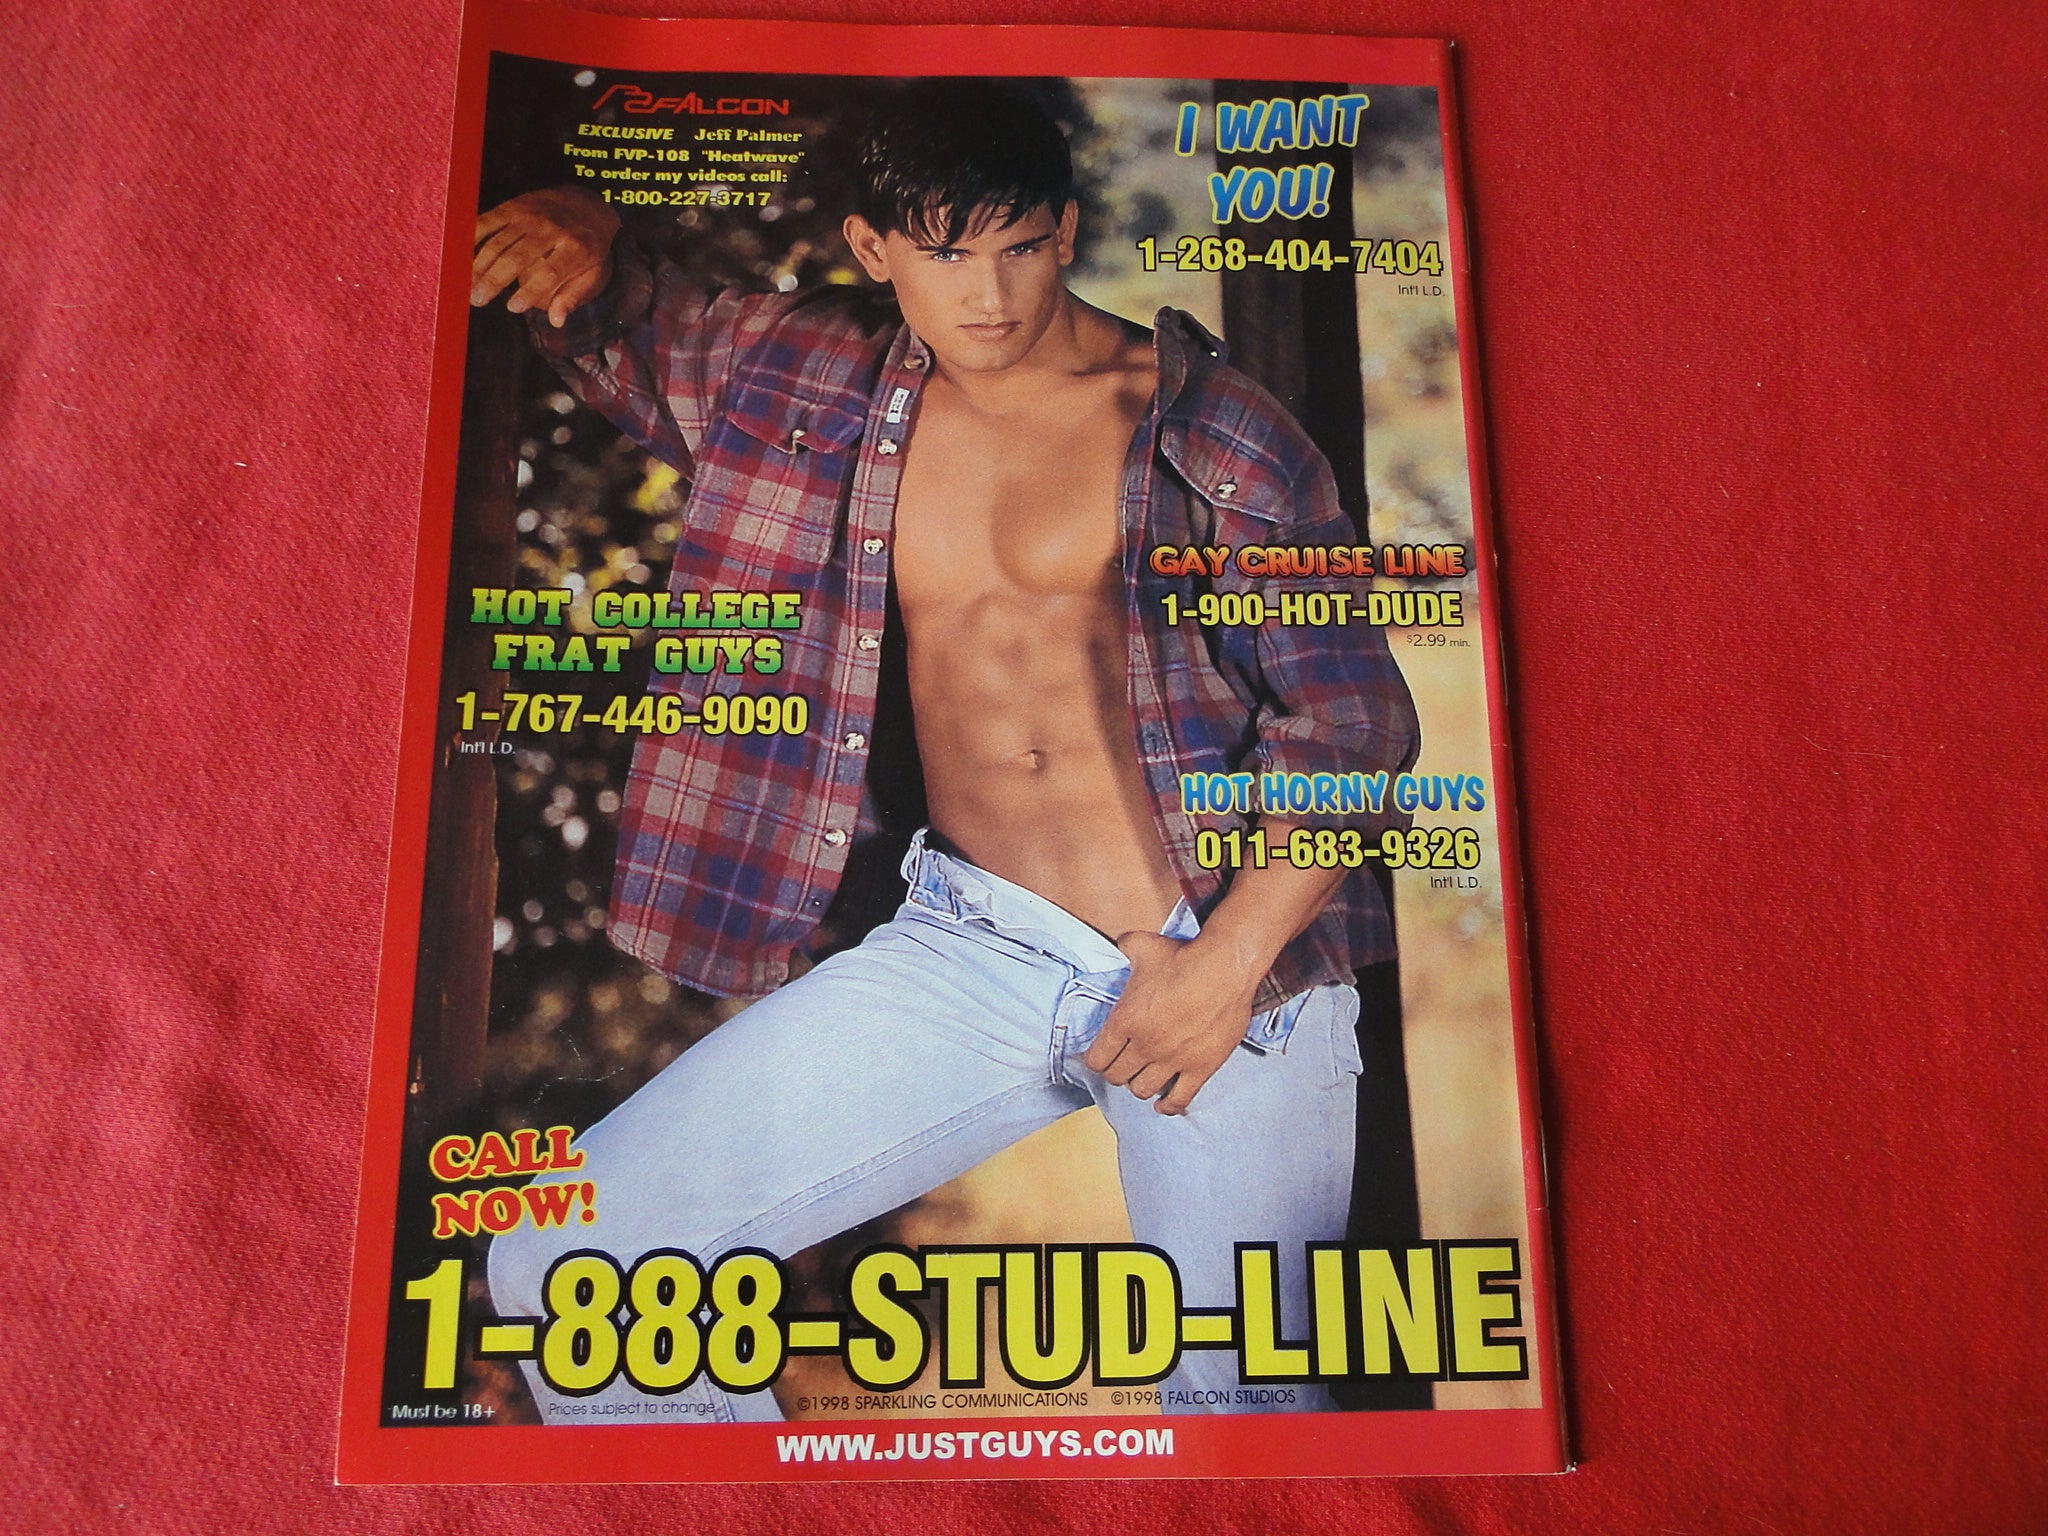 FALCON
EXCLUSIVE Jeff Palmer
From FVP-108 "Heatwave"
To order my videos call:
1-800-227-3717
I WANT
YOU!
1-268-404-7404
Int'l L.D.
GAY CRUISE LINE
1-900-HOT-DUDE
$2.99 min.
HOT COLLEGE
FRAT GUYS
1-767-446-9090
Int'l L.D.
HOT HORNY GUYS
011-683-9326
Int'l L.D.
CALL
NOW!
1-888-STUD-LINE
Must be 18+ Prices subject to change ©1998 SPARKLING COMMUNICATIONS ©1998 FALCON STUDIOS
WWW.JUSTGUYS.COM